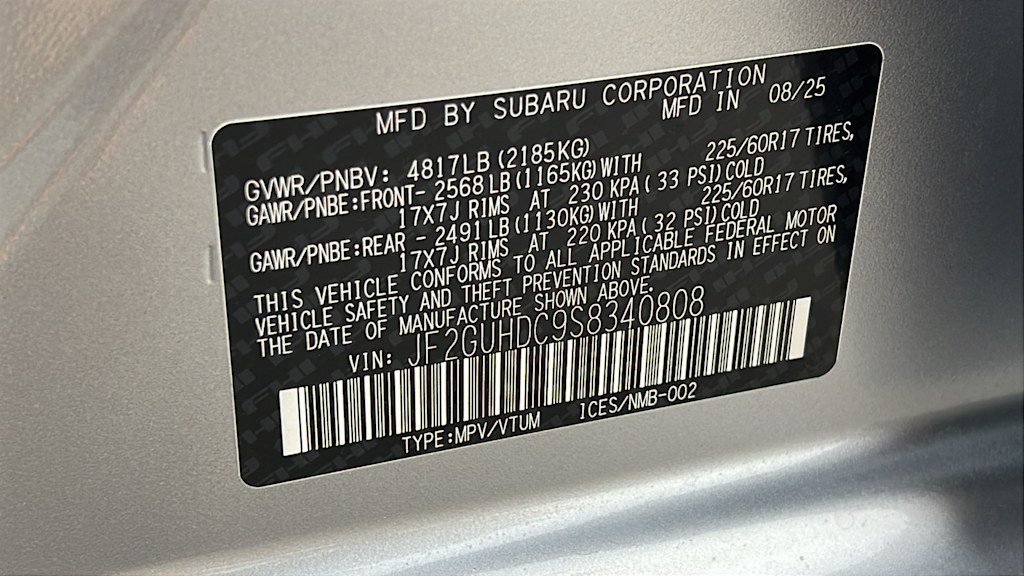 MFD BY SUBARU CORPORATION
MFD IN 08/25
GVWR/PNBV: 4817LB(2185KG)
GAWR/PNBE:FRONT- 2568LB(1165KG)WITH 225/60R17 TIRES,
17X7J RIMS AT 230 KPA( 33 PSI)COLD
GAWR/PNBE:REAR - 2491LB(1130KG)WITH 225/60R17 TIRES,
17X7J RIMS AT 220 KPA( 32 PSI)COLD
THIS VEHICLE CONFORMS TO ALL APPLICABLE FEDERAL MOTOR
VEHICLE SAFETY AND THEFT PREVENTION STANDARDS IN EFFECT ON
THE DATE OF MANUFACTURE SHOWN ABOVE.
VIN: JF2GUHDC9S8340808
TYPE:MPV/VTUM ICES/NMB-002